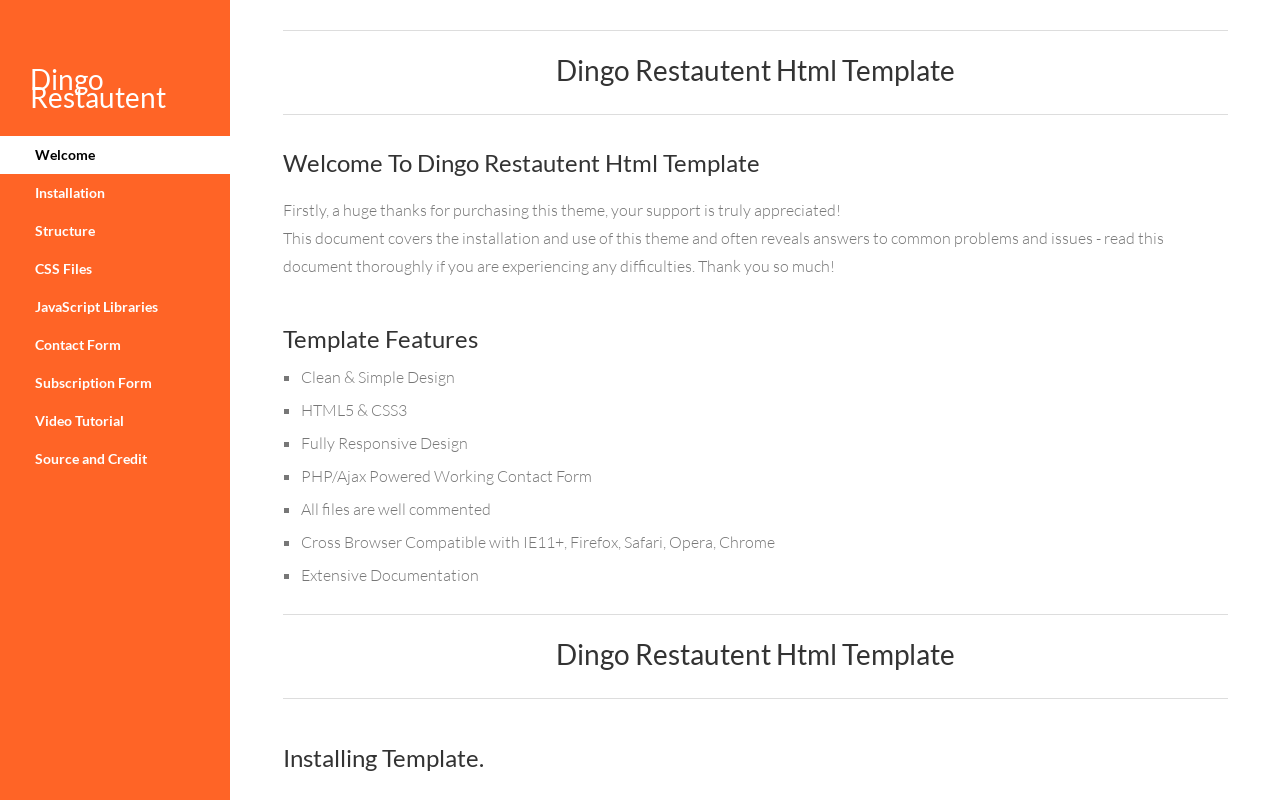 Dingo
Restautent
Welcome
Installation
Structure
CSS Files
JavaScript Libraries
Contact Form
Subscription Form
Video Tutorial
Source and Credit
Dingo Restautent Html Template
Welcome To Dingo Restautent Html Template
Firstly, a huge thanks for purchasing this theme, your support is truly appreciated!
This document covers the installation and use of this theme and often reveals answers to common problems and issues - read this
document thoroughly if you are experiencing any difficulties. Thank you so much!
Template Features
Clean & Simple Design
HTML5 & CSS3
Fully Responsive Design
PHP/Ajax Powered Working Contact Form
All files are well commented
Cross Browser Compatible with IE11+, Firefox, Safari, Opera, Chrome
Extensive Documentation
Dingo Restautent Html Template
Installing Template.